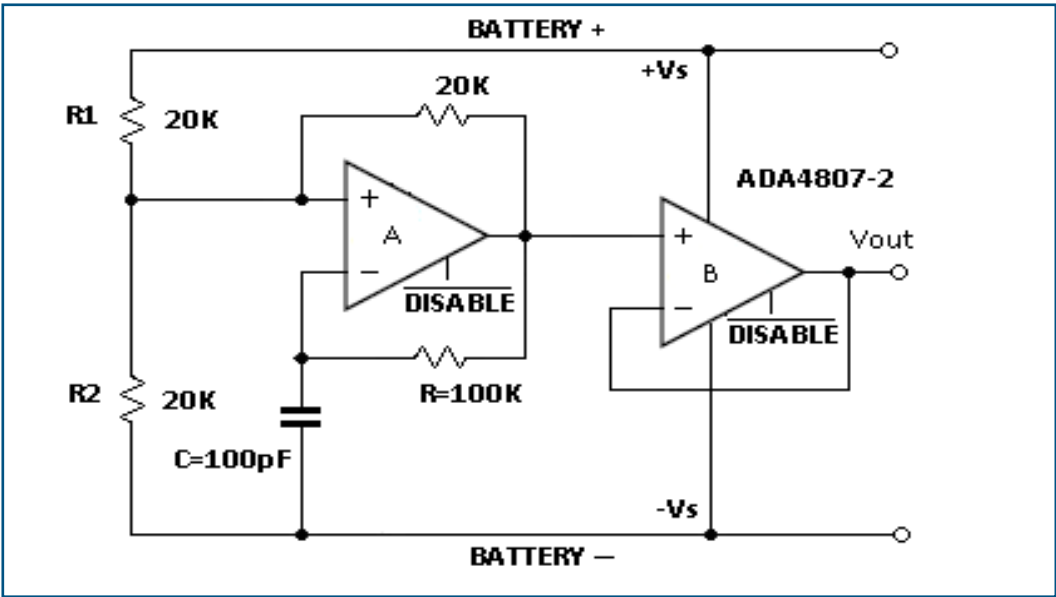 BATTERY +
+Vs
20K
R1
20K
ADA4807-2
+
A
−
DISABLE
+
B
−
DISABLE
Vout
R=100K
R2
20K
C=100pF
-Vs
BATTERY —